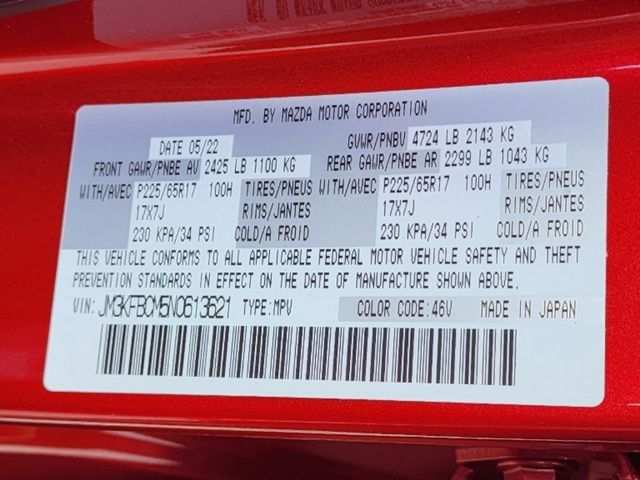 MFD. BY MAZDA MOTOR CORPORATION
DATE 05/22 GVWR/PNBV 4724 LB 2143 KG
FRONT GAWR/PNBE AV 2425 LB 1100 KG REAR GAWR/PNBE AR 2299 LB 1043 KG
WITH/AVEC P225/65R17 100H TIRES/PNEUS WITH/AVEC P225/65R17 100H TIRES/PNEUS
17X7J RIMS/JANTES 17X7J RIMS/JANTES
230 KPA/34 PSI COLD/A FROID 230 KPA/34 PSI COLD/A FROID
THIS VEHICLE CONFORMS TO ALL APPLICABLE FEDERAL MOTOR VEHICLE SAFETY AND THEFT
PREVENTION STANDARDS IN EFFECT ON THE DATE OF MANUFACTURE SHOWN ABOVE.
VIN: JM3KFBCM5N0613621 TYPE:MPV COLOR CODE:46V MADE IN JAPAN